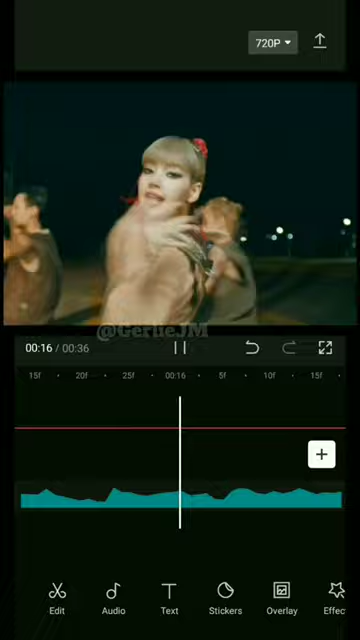 720P
@GerlieJM
00:16 / 00:36
15f 20f 25f 00:16 5f 10f 15f
Edit Audio Text Stickers Overlay Effec